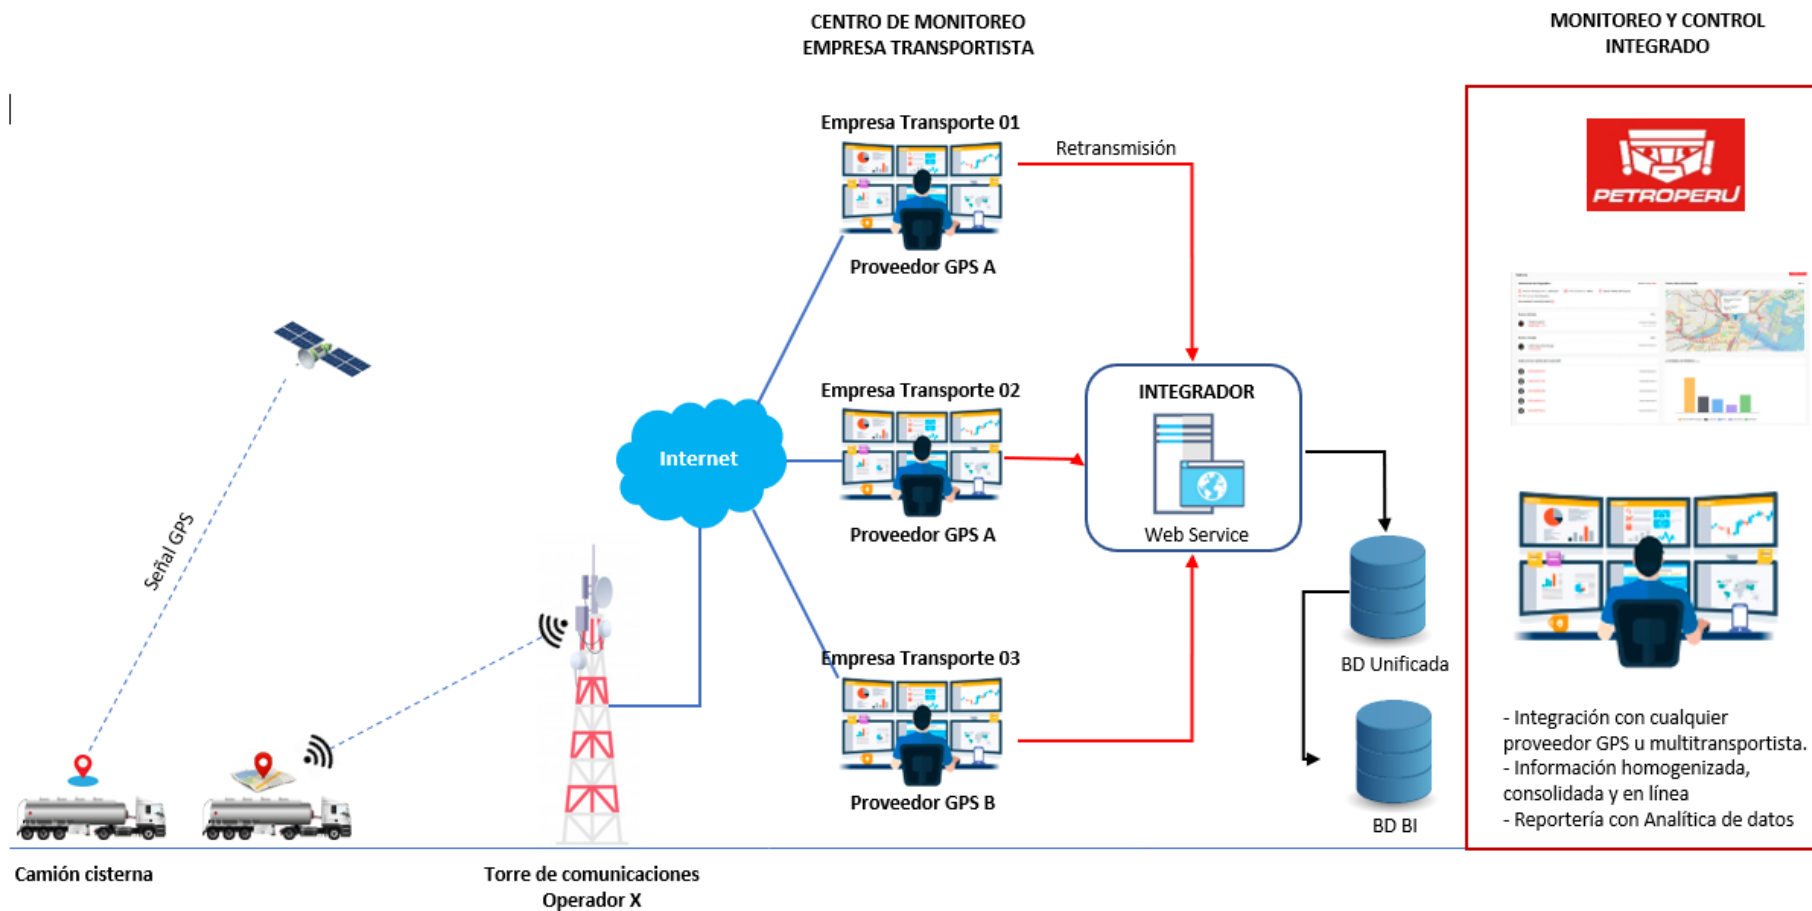 CENTRO DE MONITOREO
EMPRESA TRANSPORTISTA
MONITOREO Y CONTROL
INTEGRADO
Empresa Transporte 01
Retransmisión
PETROPERU
Proveedor GPS A
Empresa Transporte 02
INTEGRADOR
Internet
Señal GPS
Proveedor GPS A
Web Service
Empresa Transporte 03
BD Unificada
Proveedor GPS B
BD BI
- Integración con cualquier
proveedor GPS u multitransportista.
- Información homogenizada,
consolidada y en línea
- Reportería con Analítica de datos
Camión cisterna
Torre de comunicaciones
Operador X